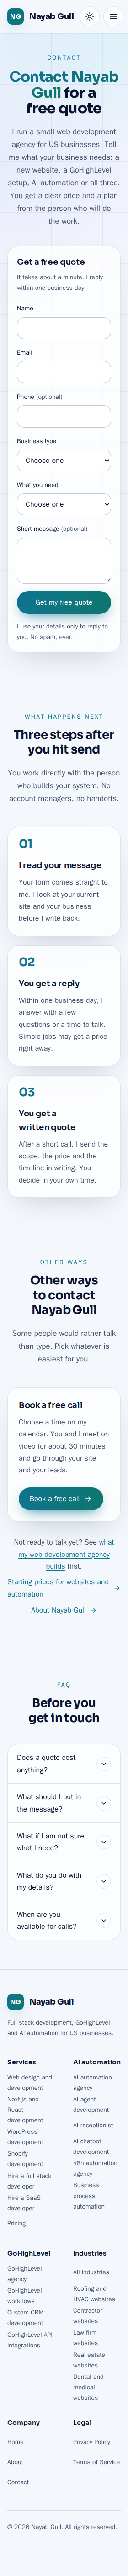 NG Nayab Gull
CONTACT
Contact Nayab
Gull for a
free quote
I run a small web development
agency for US businesses. Tell
me what your business needs: a
new website, a GoHighLevel
setup, AI automation or all three.
You get a clear price and a plan
from the person who will do
the work.
Get a free quote
It takes about a minute. I reply
within one business day.
Name
Email
Phone (optional)
Business type
Choose one
What you need
Choose one
Short message (optional)
Get my free quote
I use your details only to reply to
you. No spam, ever.
WHAT HAPPENS NEXT
Three steps after
you hit send
You work directly with the person
who builds your system. No
account managers, no handoffs.
01
I read your message
Your form comes straight to
me. I look at your current
site and your business
before I write back.
02
You get a reply
Within one business day, I
answer with a few
questions or a time to talk.
Simple jobs may get a price
right away.
03
You get a
written quote
After a short call, I send the
scope, the price and the
timeline in writing. You
decide in your own time.
OTHER WAYS
Other ways
to contact
Nayab Gull
Some people would rather talk
than type. Pick whatever is
easiest for you.
Book a free call
Choose a time on my
calendar. You and I meet on
video for about 30 minutes
and go through your site
and your leads.
Book a free call →
Not ready to talk yet? See what
my web development agency
builds first.
Starting prices for websites and
automation →
About Nayab Gull →
FAQ
Before you
get in touch
Does a quote cost
anything?
What should I put in
the message?
What if I am not sure
what I need?
What do you do with
my details?
When are you
available for calls?
NG Nayab Gull
Full-stack development, GoHighLevel
and AI automation for US businesses.
Services
Web design and
development
Next.js and
React
development
WordPress
development
Shopify
development
Hire a full stack
developer
Hire a SaaS
developer
Pricing
AI automation
AI automation
agency
AI agent
development
AI receptionist
AI chatbot
development
n8n automation
agency
Business
process
automation
GoHighLevel
GoHighLevel
agency
GoHighLevel
workflows
Custom CRM
development
GoHighLevel API
integrations
Industries
All industries
Roofing and
HVAC websites
Contractor
websites
Law firm
websites
Real estate
websites
Dental and
medical
websites
Company
Home
About
Contact
Legal
Privacy Policy
Terms of Service
© 2026 Nayab Gull. All rights reserved.